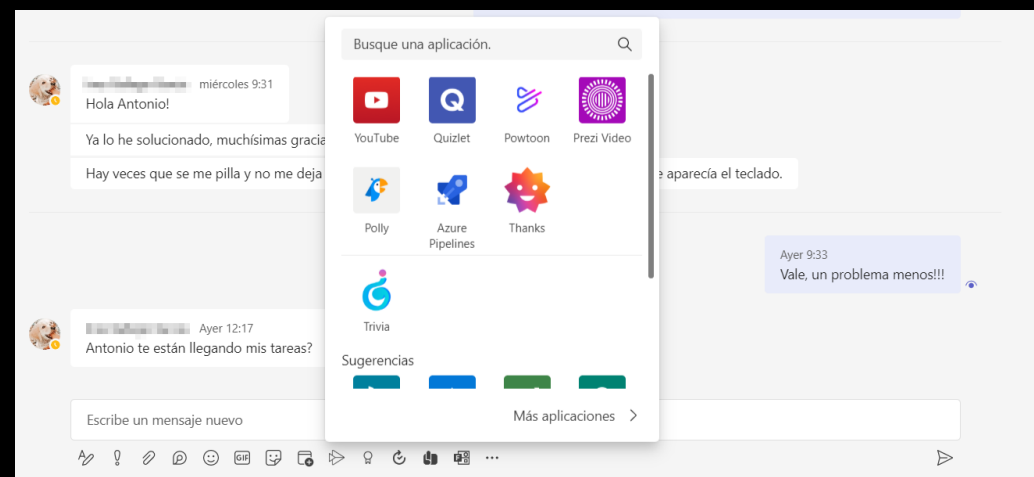 Busque una aplicación.
YouTube
Quizlet
Powtoon
Prezi Video
Polly
Azure
Pipelines
Thanks
Trivia
Sugerencias
Más aplicaciones
miércoles 9:31
Hola Antonio!
Ya lo he solucionado, muchísimas
Hay veces que se me pilla y no me deja
aparecía el teclado.
Ayer 9:33
Vale, un problema menos!!!
Ayer 12:17
Antonio te están llegando mis tareas?
Escribe un mensaje nuevo
GIF